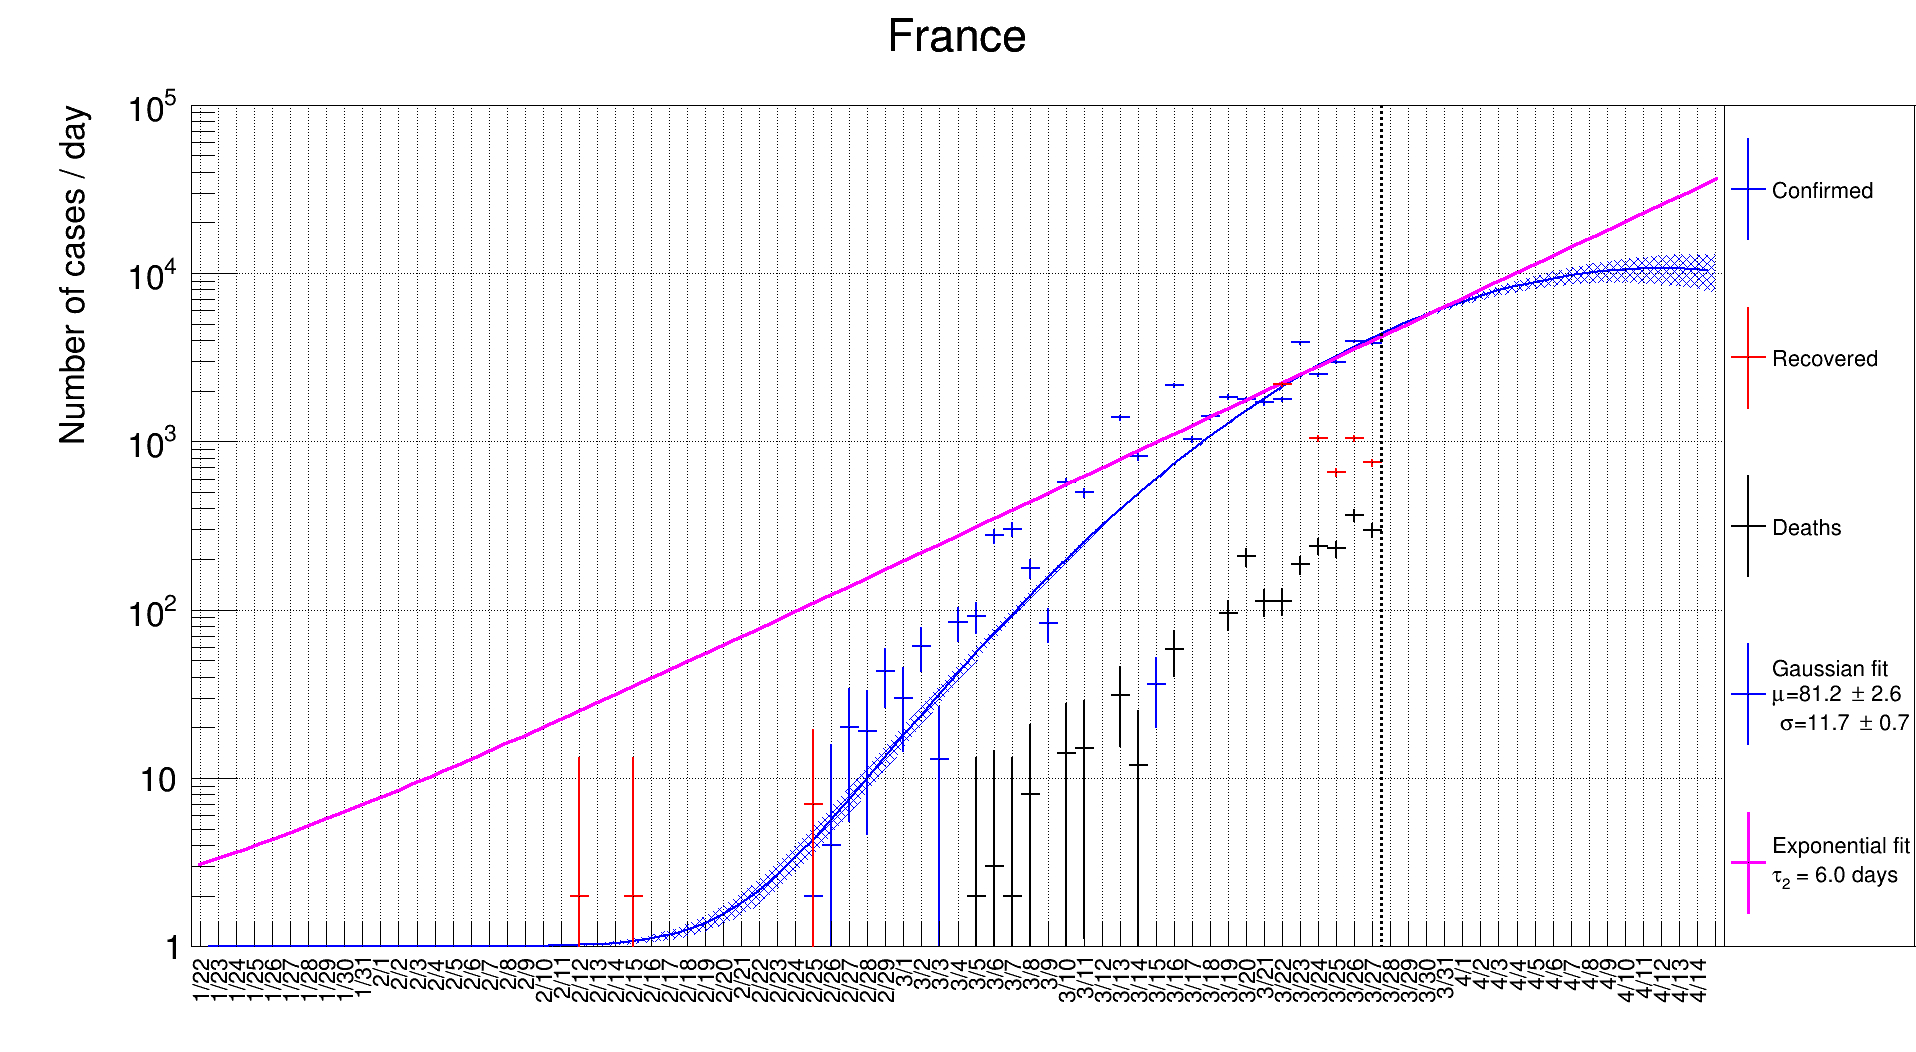 France
Number of cases / day
10^5
10^4
10^3
10^2
10
1
1/22 1/23 1/24 1/25 1/26 1/27 1/28 1/29 1/30 1/31 2/1 2/2 2/3 2/4 2/5 2/6 2/7 2/8 2/9 2/10 2/11 2/12 2/13 2/14 2/15 2/16 2/17 2/18 2/19 2/20 2/21 2/22 2/23 2/24 2/25 2/26 2/27 2/28 2/29 3/1 3/2 3/3 3/4 3/5 3/6 3/7 3/8 3/9 3/10 3/11 3/12 3/13 3/14 3/15 3/16 3/17 3/18 3/19 3/20 3/21 3/22 3/23 3/24 3/25 3/26 3/27 3/28 3/29 3/30 3/31 4/1 4/2 4/3 4/4 4/5 4/6 4/7 4/8 4/9 4/10 4/11 4/12 4/13 4/14
Confirmed
Recovered
Deaths
Gaussian fit
μ=81.2 ± 2.6
σ=11.7 ± 0.7
Exponential fit
τ₂ = 6.0 days